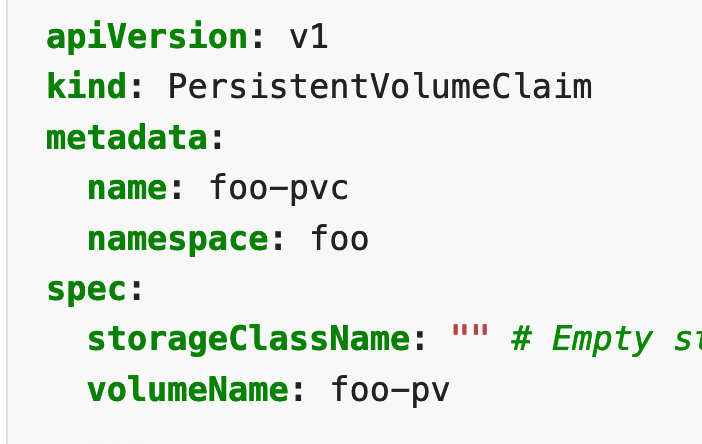 apiVersion: v1
kind: PersistentVolumeClaim
metadata:
  name: foo-pvc
  namespace: foo
spec:
  storageClassName: "" # Empty
  volumeName: foo-pv